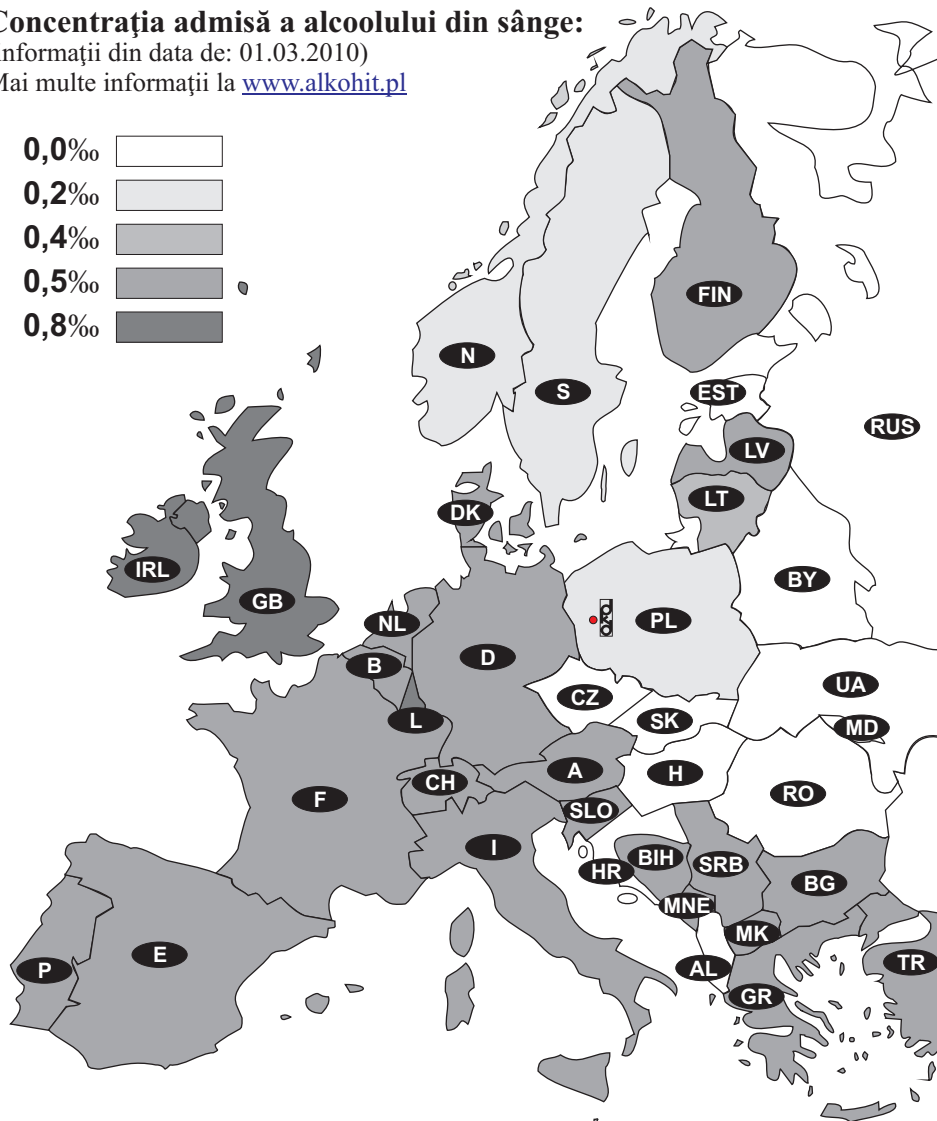 Concentraţia admisă a alcoolului din sânge:
informaţii din data de: 01.03.2010)
Mai multe informaţii la www.alkohit.pl
0,0‰
0,2‰
0,4‰
0,5‰
0,8‰
FIN
N
S
EST
RUS
LV
LT
DK
IRL
GB
BY
NL
PL
B
D
CZ
UA
L
SK
MD
CH
A
H
F
SLO
RO
I
BIH
HR
SRB
BG
MNE
MK
P
E
AL
TR
GR